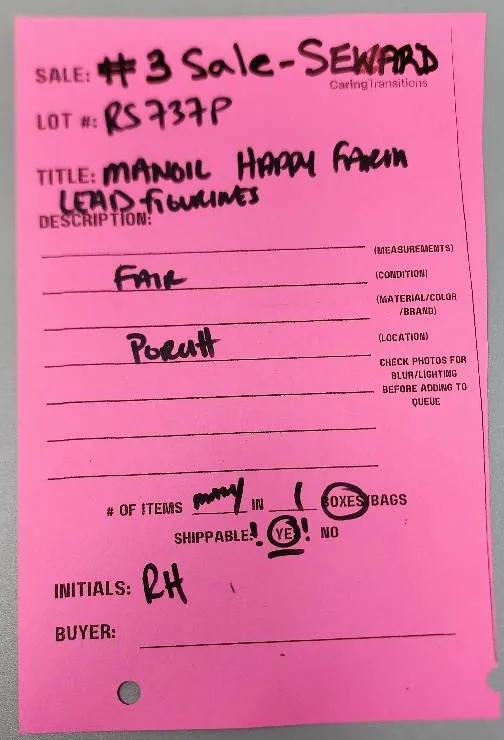 SALE: #3 Sale-SEWARD
CaringTransitions
LOT #: RS737P
TITLE: MANOIL HAPPY FARM
LEAD figurines
DESCRIPTION:
(MEASUREMENTS)
FAIR (CONDITION)
(MATERIAL/COLOR
/BRAND)
PORCH (LOCATION)
CHECK PHOTOS FOR
BLUR/LIGHTING
BEFORE ADDING TO
QUEUE
# OF ITEMS many IN 1 BOXES/BAGS
SHIPPABLE! YE! NO
INITIALS: RH
BUYER: